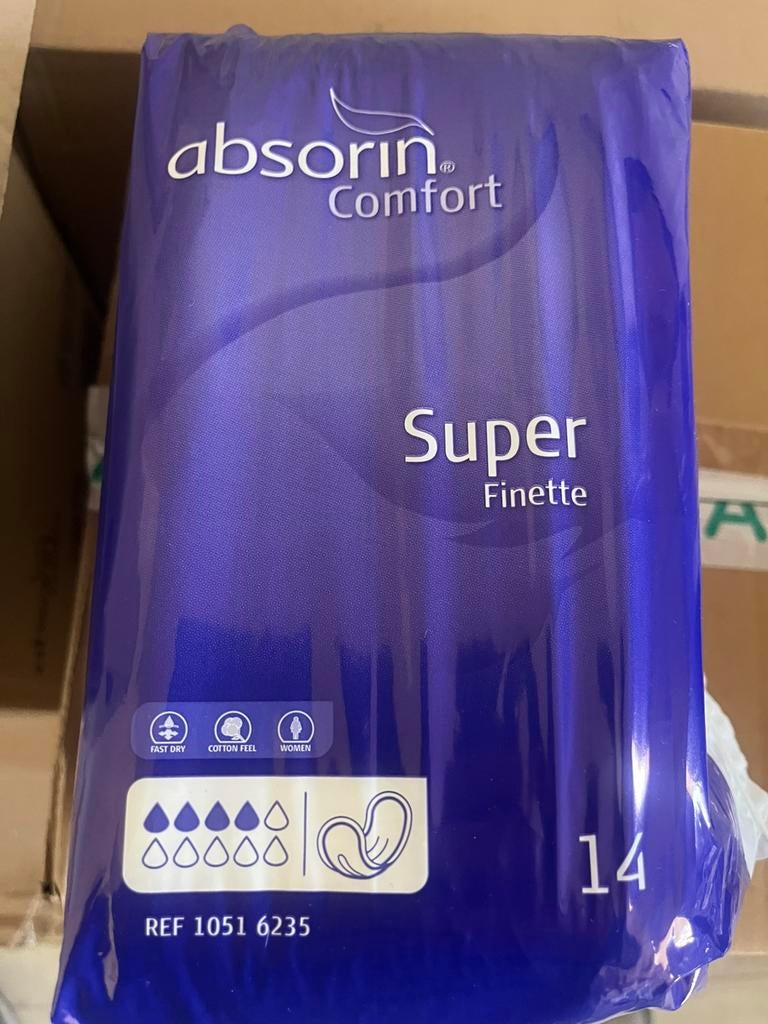 absorin®
Comfort
Super
Finette
FAST DRY
COTTON FEEL
WOMEN
14
REF 1051 6235
A